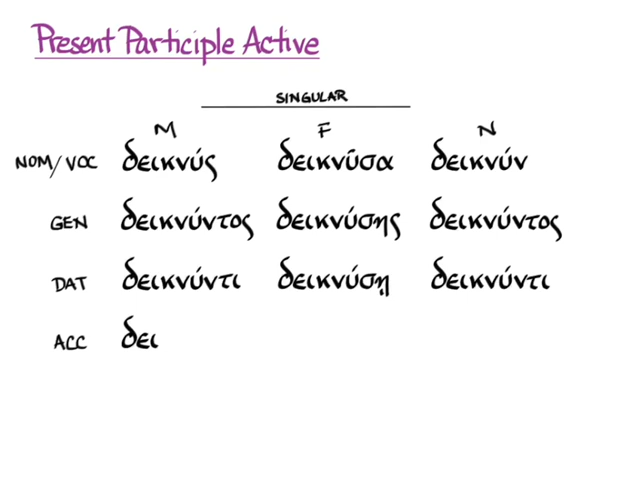 Present Participle Active
SINGULAR
M F N
NOM/VOC δεικνύς δεικνῦσα δεικνύν
GEN δεικνύντος δεικνύσης δεικνύντος
DAT δεικνύντι δεικνύσῃ δεικνύντι
ACC δει